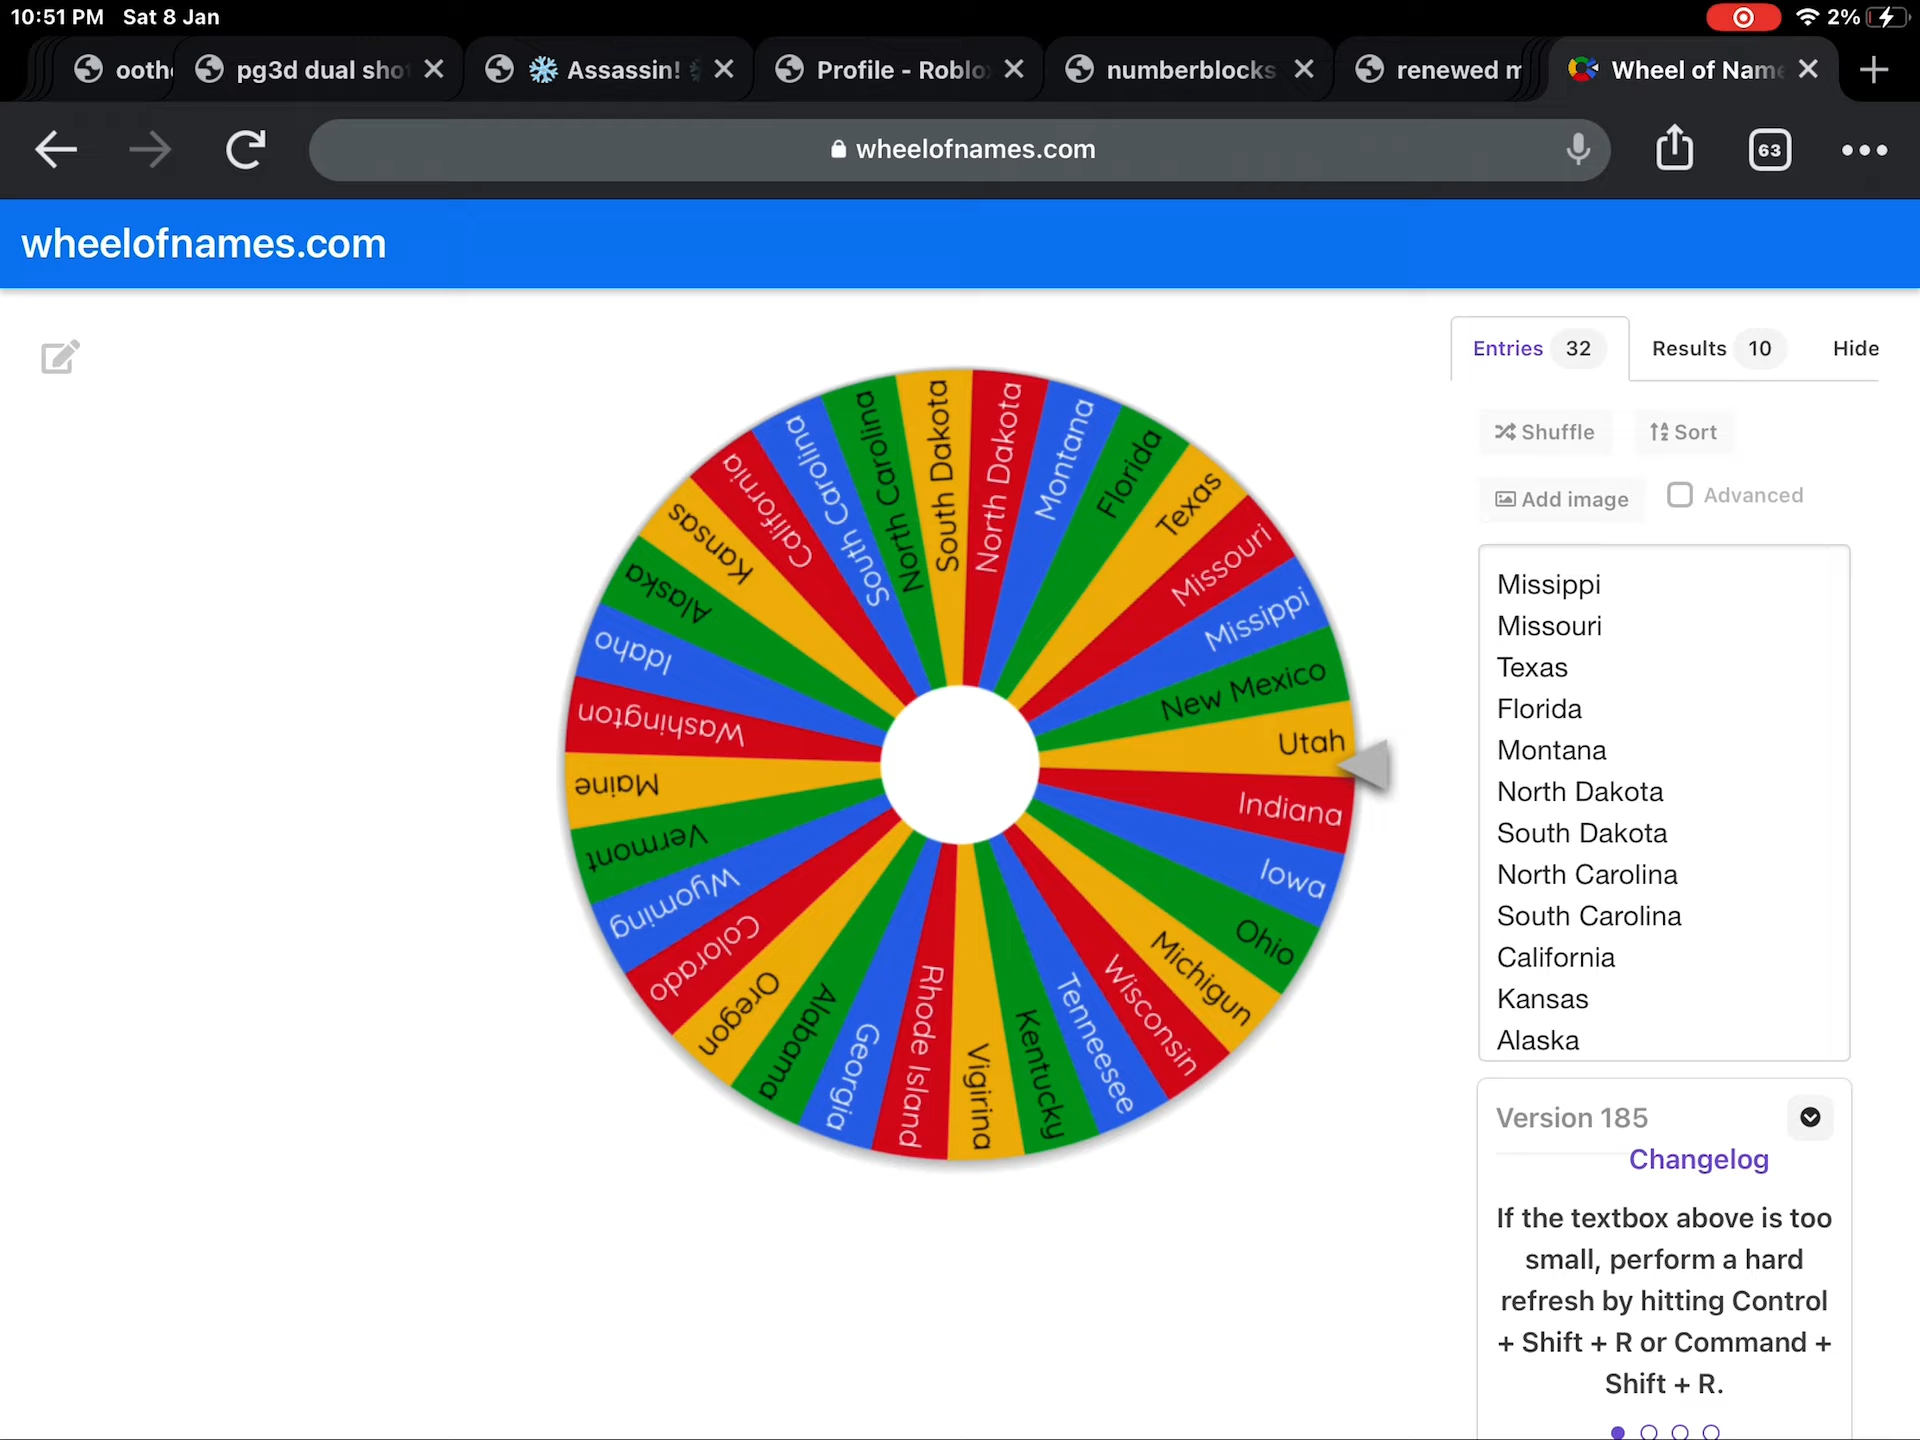 10:51 PM Sat 8 Jan
2%
ooth
pg3d dual sho
Assassin!
Profile - Roblo
numberblocks
renewed m
Wheel of Name
wheelofnames.com
63
wheelofnames.com
Entries 32
Results 10
Hide
Shuffle
Sort
Add image
Advanced
South Dakota
North Dakota
Montana
Florida
Texas
Missouri
Missippi
New Mexico
Utah
Indiana
Iowa
Ohio
Michigun
Wisconsin
Tenneesee
Kentucky
Vigirina
Rhode Island
Georgia
Alabama
Oregon
Colorado
Wyoming
Vermont
Maine
Washington
Idaho
Alaska
Kansas
California
South Carolina
North Carolina
Missippi
Missouri
Texas
Florida
Montana
North Dakota
South Dakota
North Carolina
South Carolina
California
Kansas
Alaska
Version 185
Changelog
If the textbox above is too
small, perform a hard
refresh by hitting Control
+ Shift + R or Command +
Shift + R.